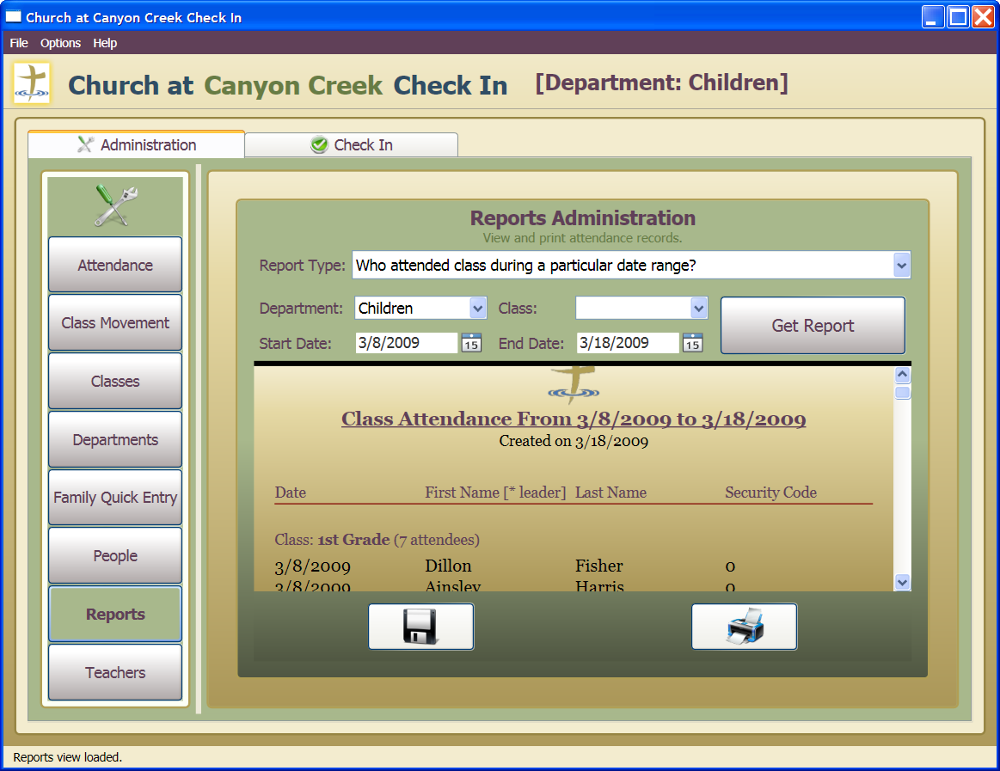 Church at Canyon Creek Check In
File Options Help
Church at Canyon Creek Check In [Department: Children]
Administration Check In
Attendance
Class Movement
Classes
Departments
Family Quick Entry
People
Reports
Teachers
Reports Administration
View and print attendance records.
Report Type: Who attended class during a particular date range?
Department: Children Class:
Get Report
Start Date: 3/8/2009 15 End Date: 3/18/2009 15
Class Attendance From 3/8/2009 to 3/18/2009
Created on 3/18/2009
Date First Name [* leader] Last Name Security Code
Class: 1st Grade (7 attendees)
3/8/2009 Dillon Fisher 0
3/8/2009 Ainsley Harris 0
Reports view loaded.